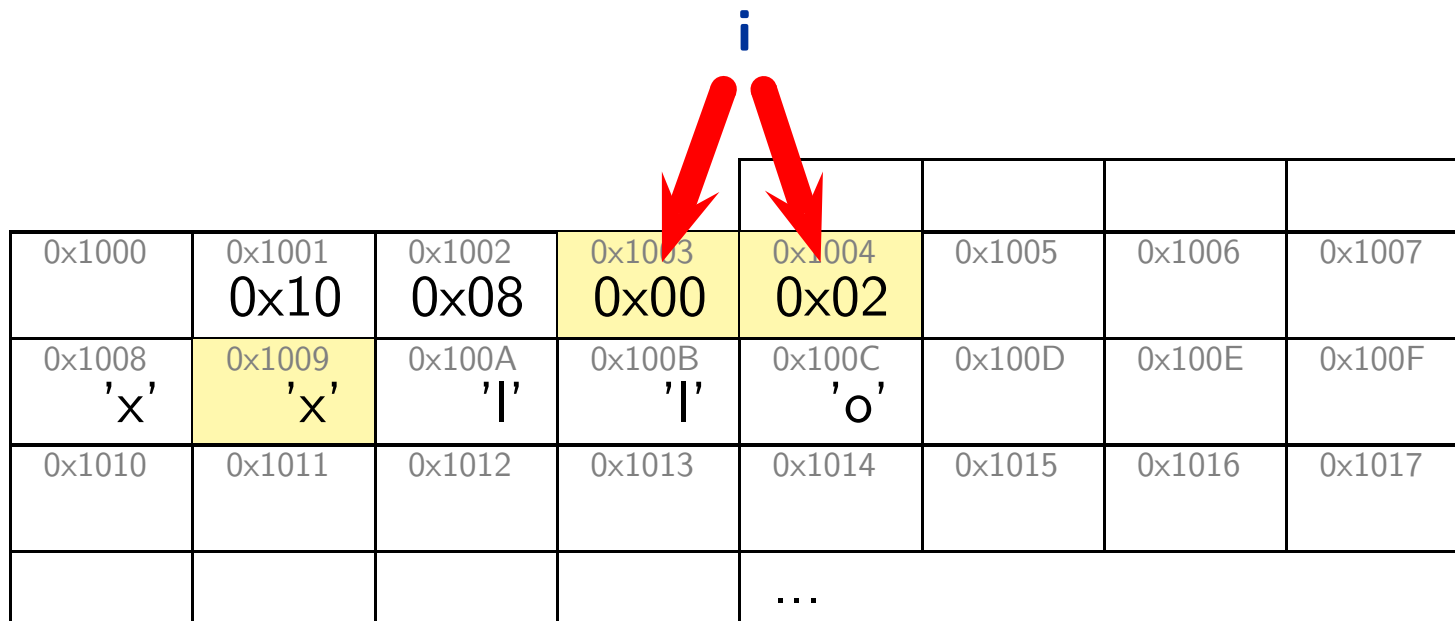 i
0x1000 0x1001 0x1002 0x1003 0x1004 0x1005 0x1006 0x1007
0x10 0x08 0x00 0x02
0x1008 0x1009 0x100A 0x100B 0x100C 0x100D 0x100E 0x100F
'x' 'x' 'l' 'l' 'o'
0x1010 0x1011 0x1012 0x1013 0x1014 0x1015 0x1016 0x1017
...